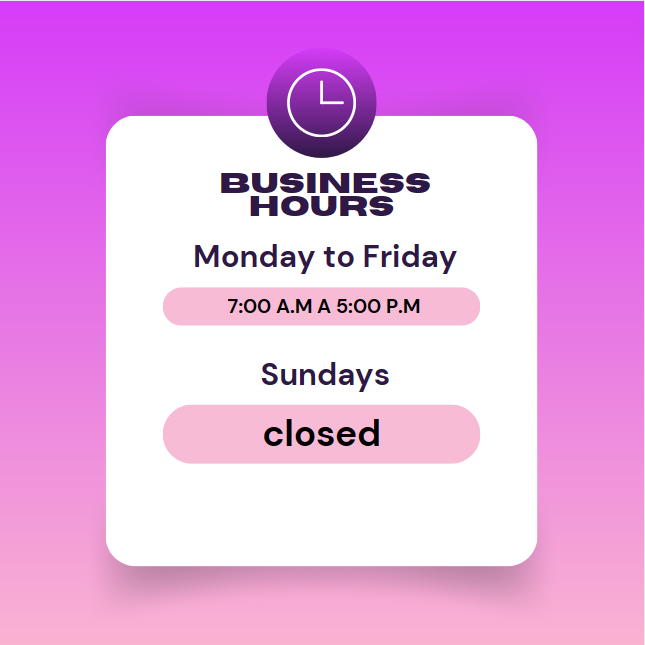 BUSINESS
HOURS
Monday to Friday
7:00 A.M A 5:00 P.M
Sundays
closed